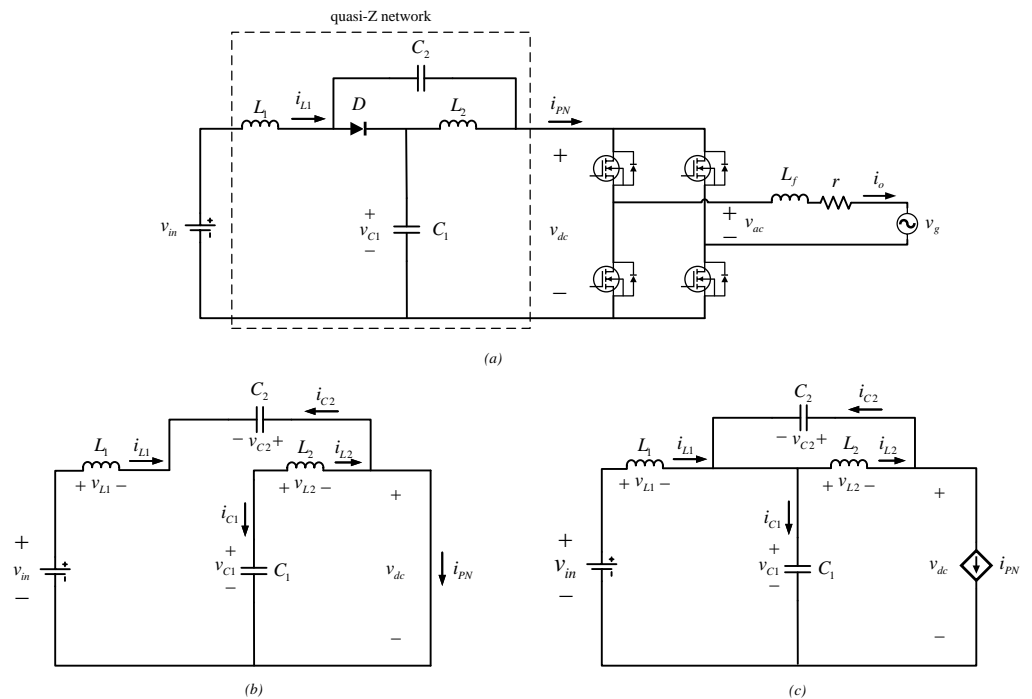 quasi-Z network
C2
L1 iL1 D L2 iPN
vin + - + vC1 − C1 + vdc − + vac − Lf r io vg
(a)
C2 iC2
− vC2 +
L1 iL1 L2 iL2
+ vL1 − + vL2 − +
iC1
+ vin − + - + vC1 − C1 vdc iPN
−
(b)
C2 iC2
− vC2 +
L1 iL1 L2 iL2
+ vL1 − + vL2 − +
iC1
+ vin − + - + vC1 − C1 vdc iPN
−
(c)